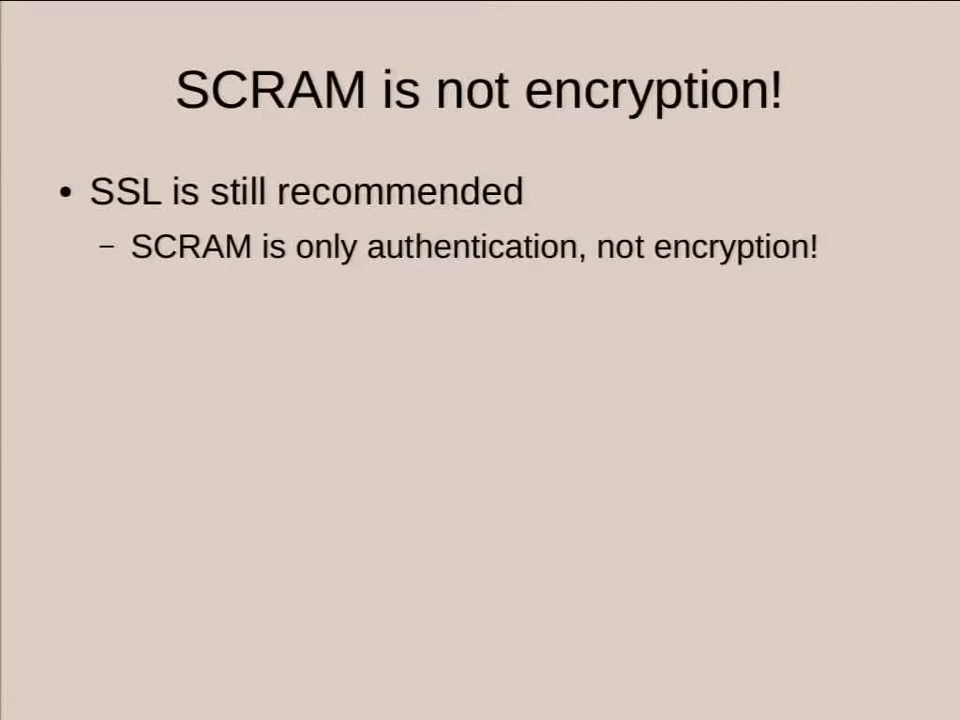 SCRAM is not encryption!
• SSL is still recommended
– SCRAM is only authentication, not encryption!